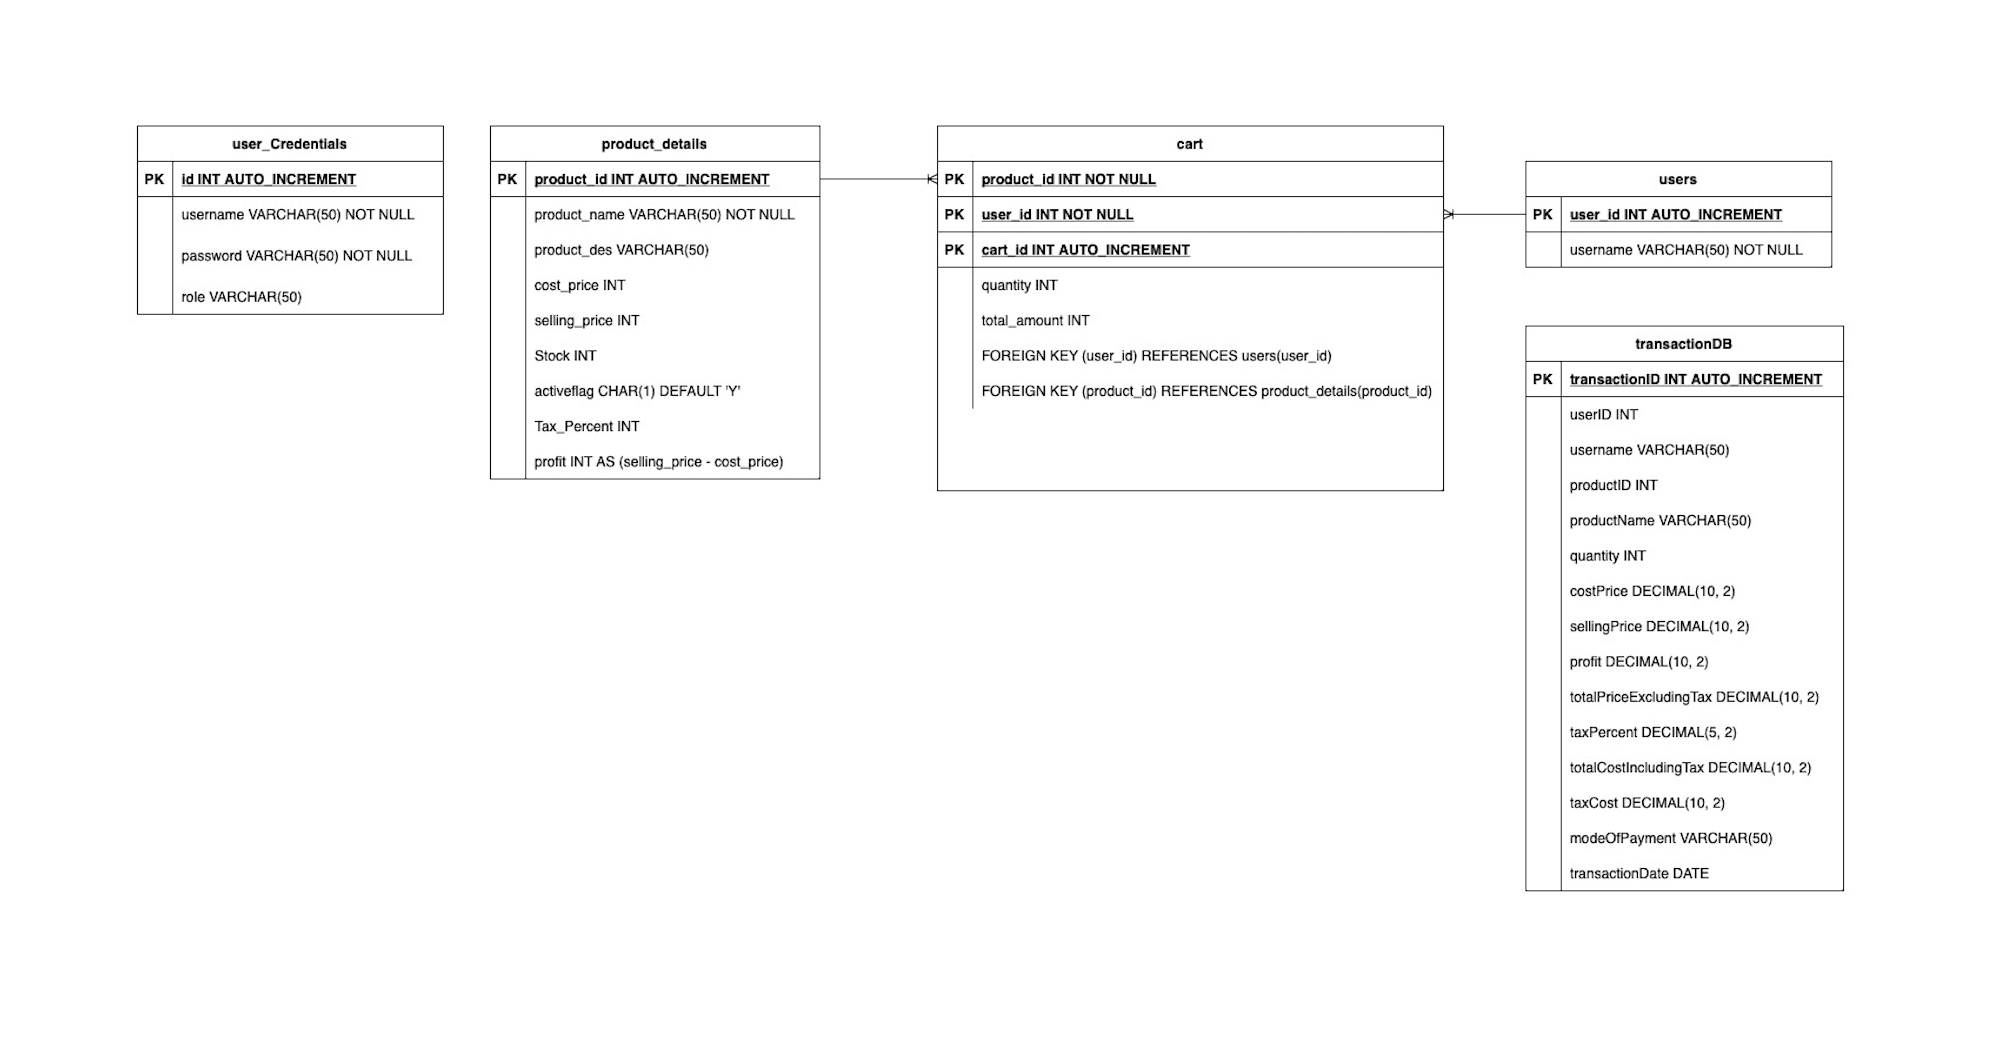 user_Credentials
PK id INT AUTO_INCREMENT
username VARCHAR(50) NOT NULL
password VARCHAR(50) NOT NULL
role VARCHAR(50)
product_details
PK product_id INT AUTO_INCREMENT
product_name VARCHAR(50) NOT NULL
product_des VARCHAR(50)
cost_price INT
selling_price INT
Stock INT
activeflag CHAR(1) DEFAULT 'Y'
Tax_Percent INT
profit INT AS (selling_price - cost_price)
cart
PK product_id INT NOT NULL
PK user_id INT NOT NULL
PK cart_id INT AUTO_INCREMENT
quantity INT
total_amount INT
FOREIGN KEY (user_id) REFERENCES users(user_id)
FOREIGN KEY (product_id) REFERENCES product_details(product_id)
users
PK user_id INT AUTO_INCREMENT
username VARCHAR(50) NOT NULL
transactionDB
PK transactionID INT AUTO_INCREMENT
userID INT
username VARCHAR(50)
productID INT
productName VARCHAR(50)
quantity INT
costPrice DECIMAL(10, 2)
sellingPrice DECIMAL(10, 2)
profit DECIMAL(10, 2)
totalPriceExcludingTax DECIMAL(10, 2)
taxPercent DECIMAL(5, 2)
totalCostIncludingTax DECIMAL(10, 2)
taxCost DECIMAL(10, 2)
modeOfPayment VARCHAR(50)
transactionDate DATE